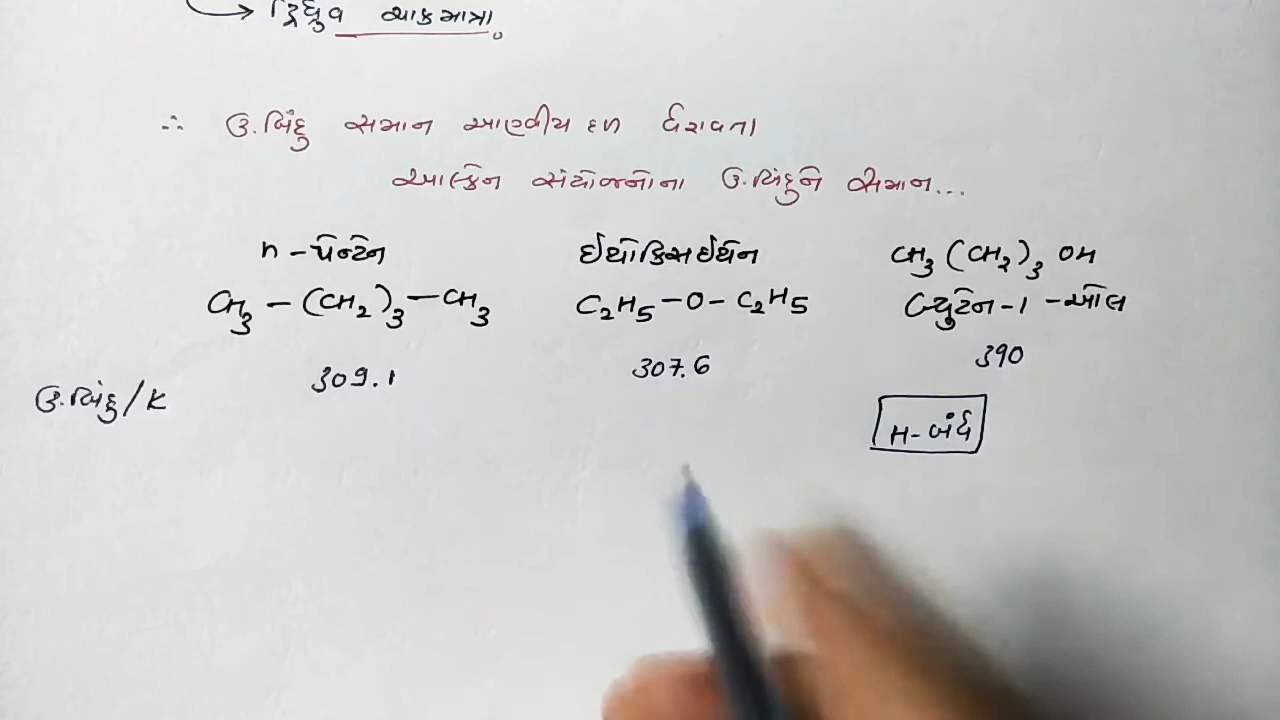 → દ્વિધ્રુવ ચાકમાત્રા
∴ ઉ.બિંદુ સમાન આણ્વીય દળ ધરાવતા
આલ્કેન સંયોજનોના ઉ.બિંદુને સમાન...
n-પેન્ટેન ઈથોક્સિઈથેન CH₃(CH₂)₃OH
CH₃-(CH₂)₃-CH₃ C₂H₅-O-C₂H₅ બ્યુટેન-1-ઓલ
ઉ.બિંદુ/K 309.1 307.6 390
H-બંધ